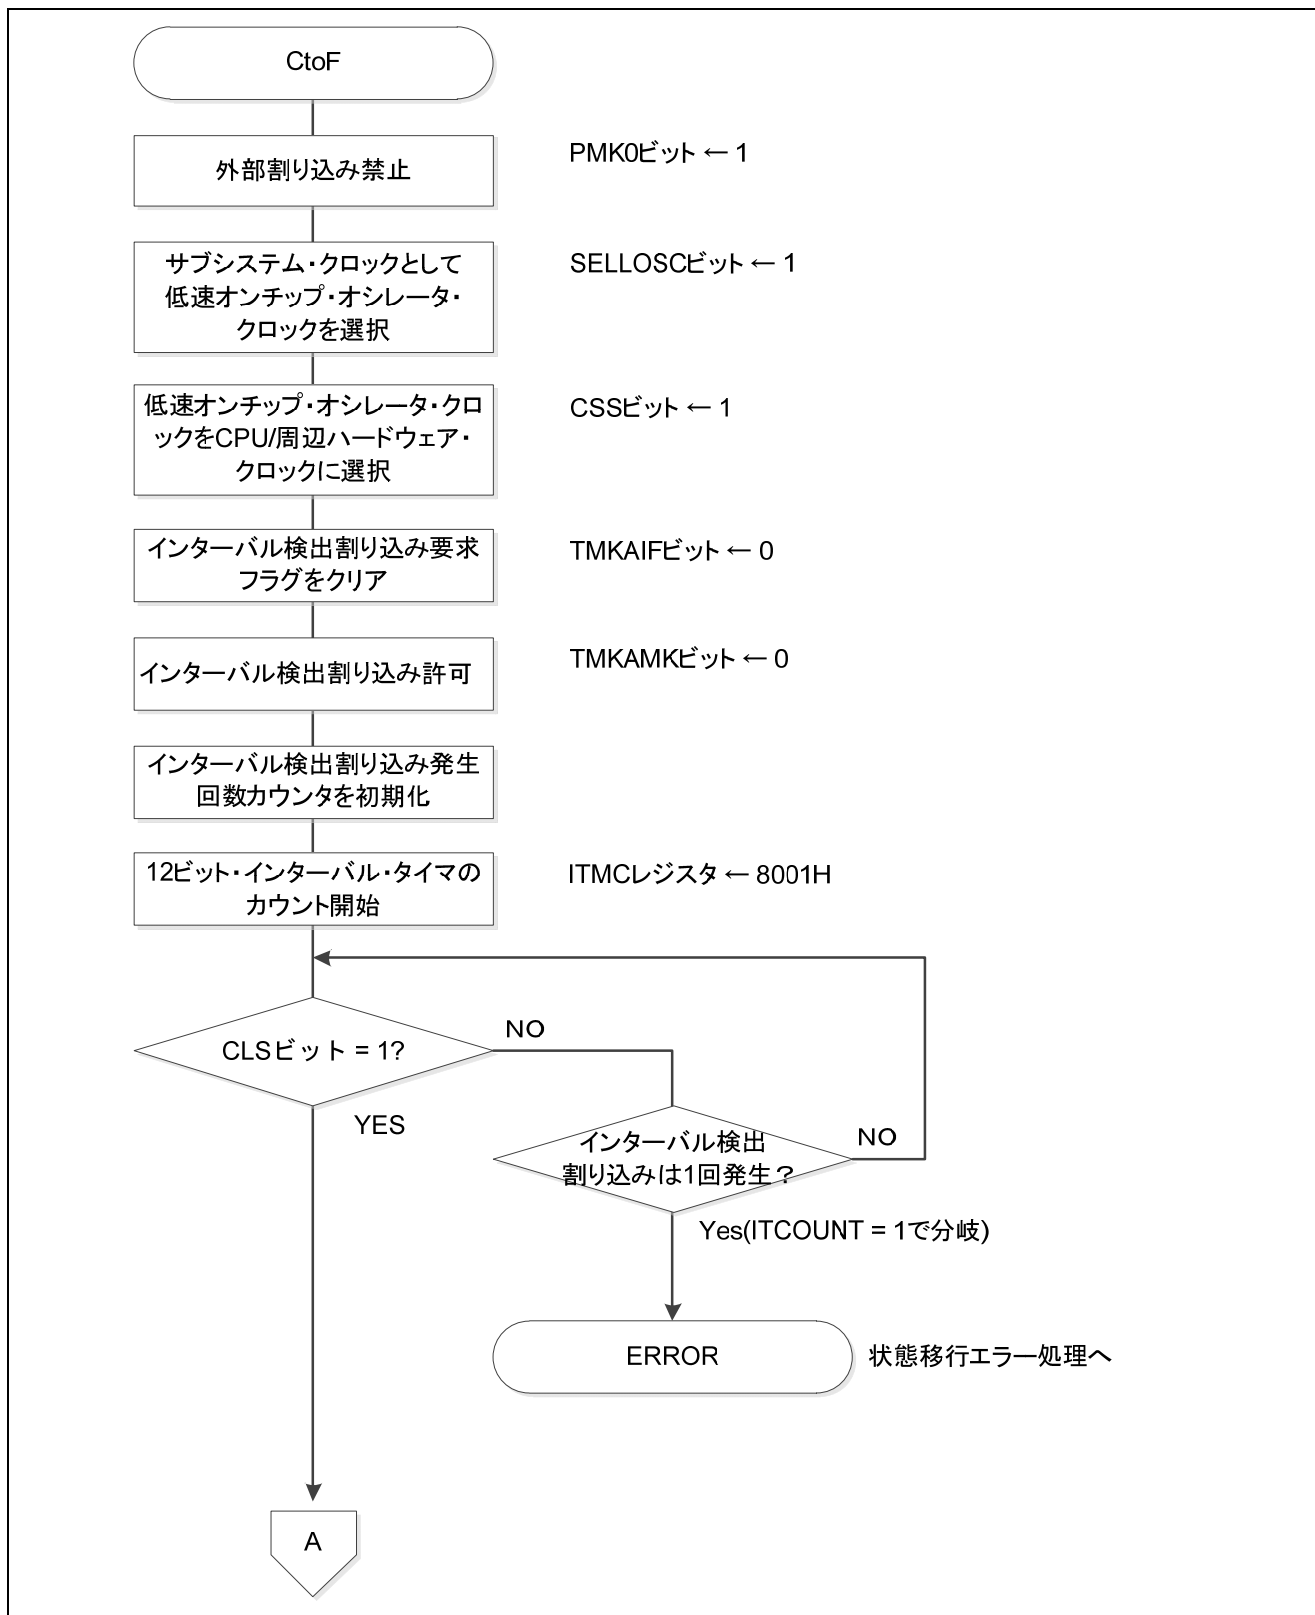 CtoF
外部割り込み禁止
PMK0ビット ← 1
サブシステム・クロックとして
低速オンチップ・オシレータ・
クロックを選択
SELLOSCビット ← 1
低速オンチップ・オシレータ・クロ
ックをCPU/周辺ハードウェア・
クロックに選択
CSSビット ← 1
インターバル検出割り込み要求
フラグをクリア
TMKAIFビット ← 0
インターバル検出割り込み許可
TMKAMKビット ← 0
インターバル検出割り込み発生
回数カウンタを初期化
12ビット・インターバル・タイマの
カウント開始
ITMCレジスタ ← 8001H
CLSビット = 1?
NO
YES
インターバル検出
割り込みは1回発生？
NO
Yes(ITCOUNT = 1で分岐)
ERROR
状態移行エラー処理へ
A